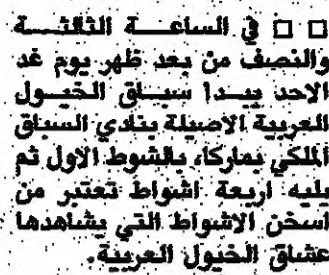 □ □ في الساعة الثالثة
والنصف من بعد ظهر يوم غد
الاحد يبدا سباق الخيول
العربية الاصيلة بنادي السباق
الملكي بماركا، بالشوط الاول ثم
يليه اربعة اشواط تعتبر من
اسخن الاشواط التي يشاهدها
عشاق الخيول العربية.